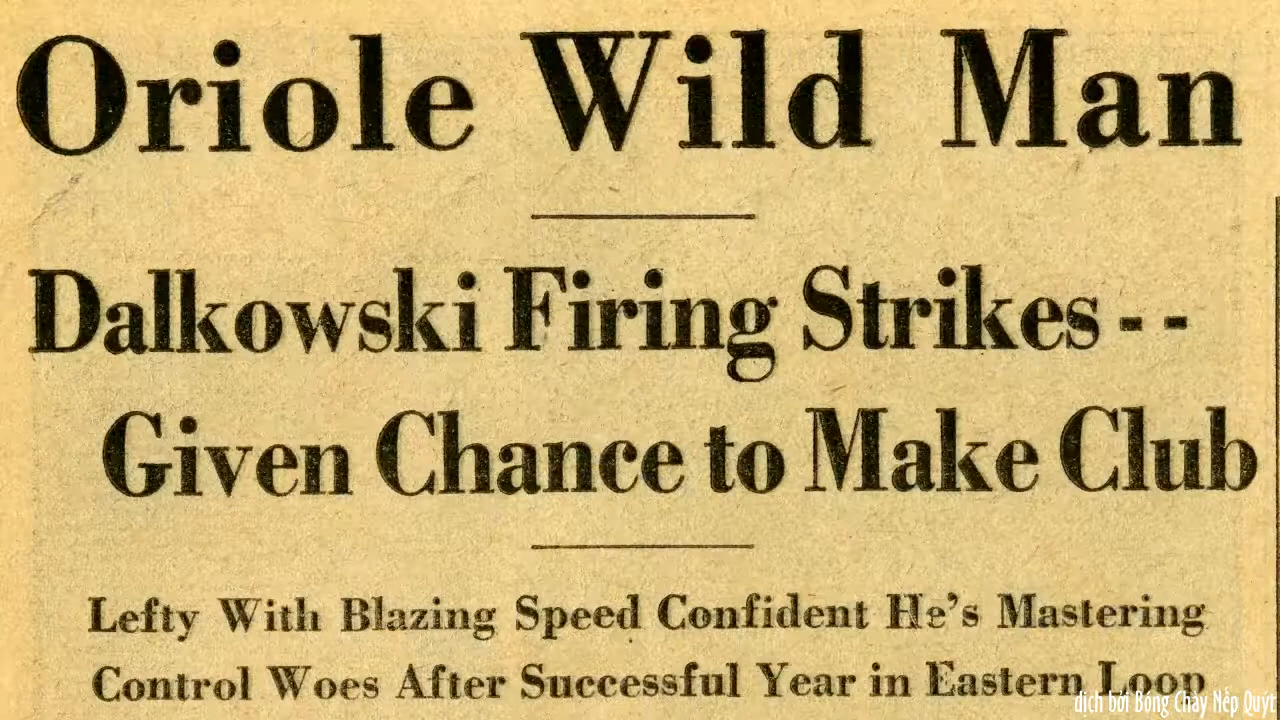 Oriole Wild Man
Dalkowski Firing Strikes--
Given Chance to Make Club
Lefty With Blazing Speed Confident He's Mastering
Control Woes After Successful Year in Eastern Loop
dịch bởi Bóng Chày Nếp Quýt